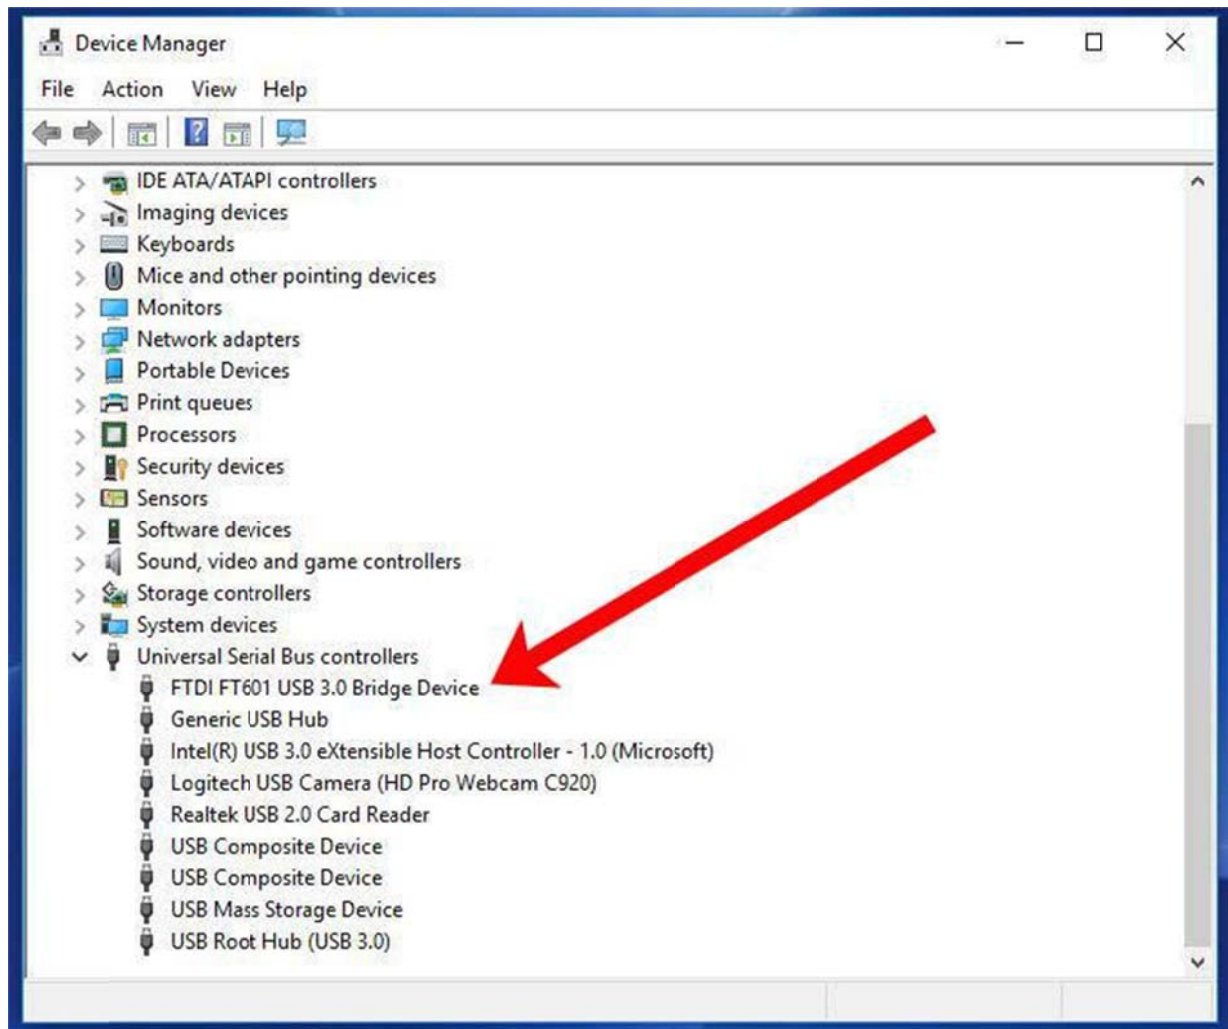 Device Manager
File Action View Help
IDE ATA/ATAPI controllers
Imaging devices
Keyboards
Mice and other pointing devices
Monitors
Network adapters
Portable Devices
Print queues
Processors
Security devices
Sensors
Software devices
Sound, video and game controllers
Storage controllers
System devices
Universal Serial Bus controllers
FTDI FT601 USB 3.0 Bridge Device
Generic USB Hub
Intel(R) USB 3.0 eXtensible Host Controller - 1.0 (Microsoft)
Logitech USB Camera (HD Pro Webcam C920)
Realtek USB 2.0 Card Reader
USB Composite Device
USB Composite Device
USB Mass Storage Device
USB Root Hub (USB 3.0)